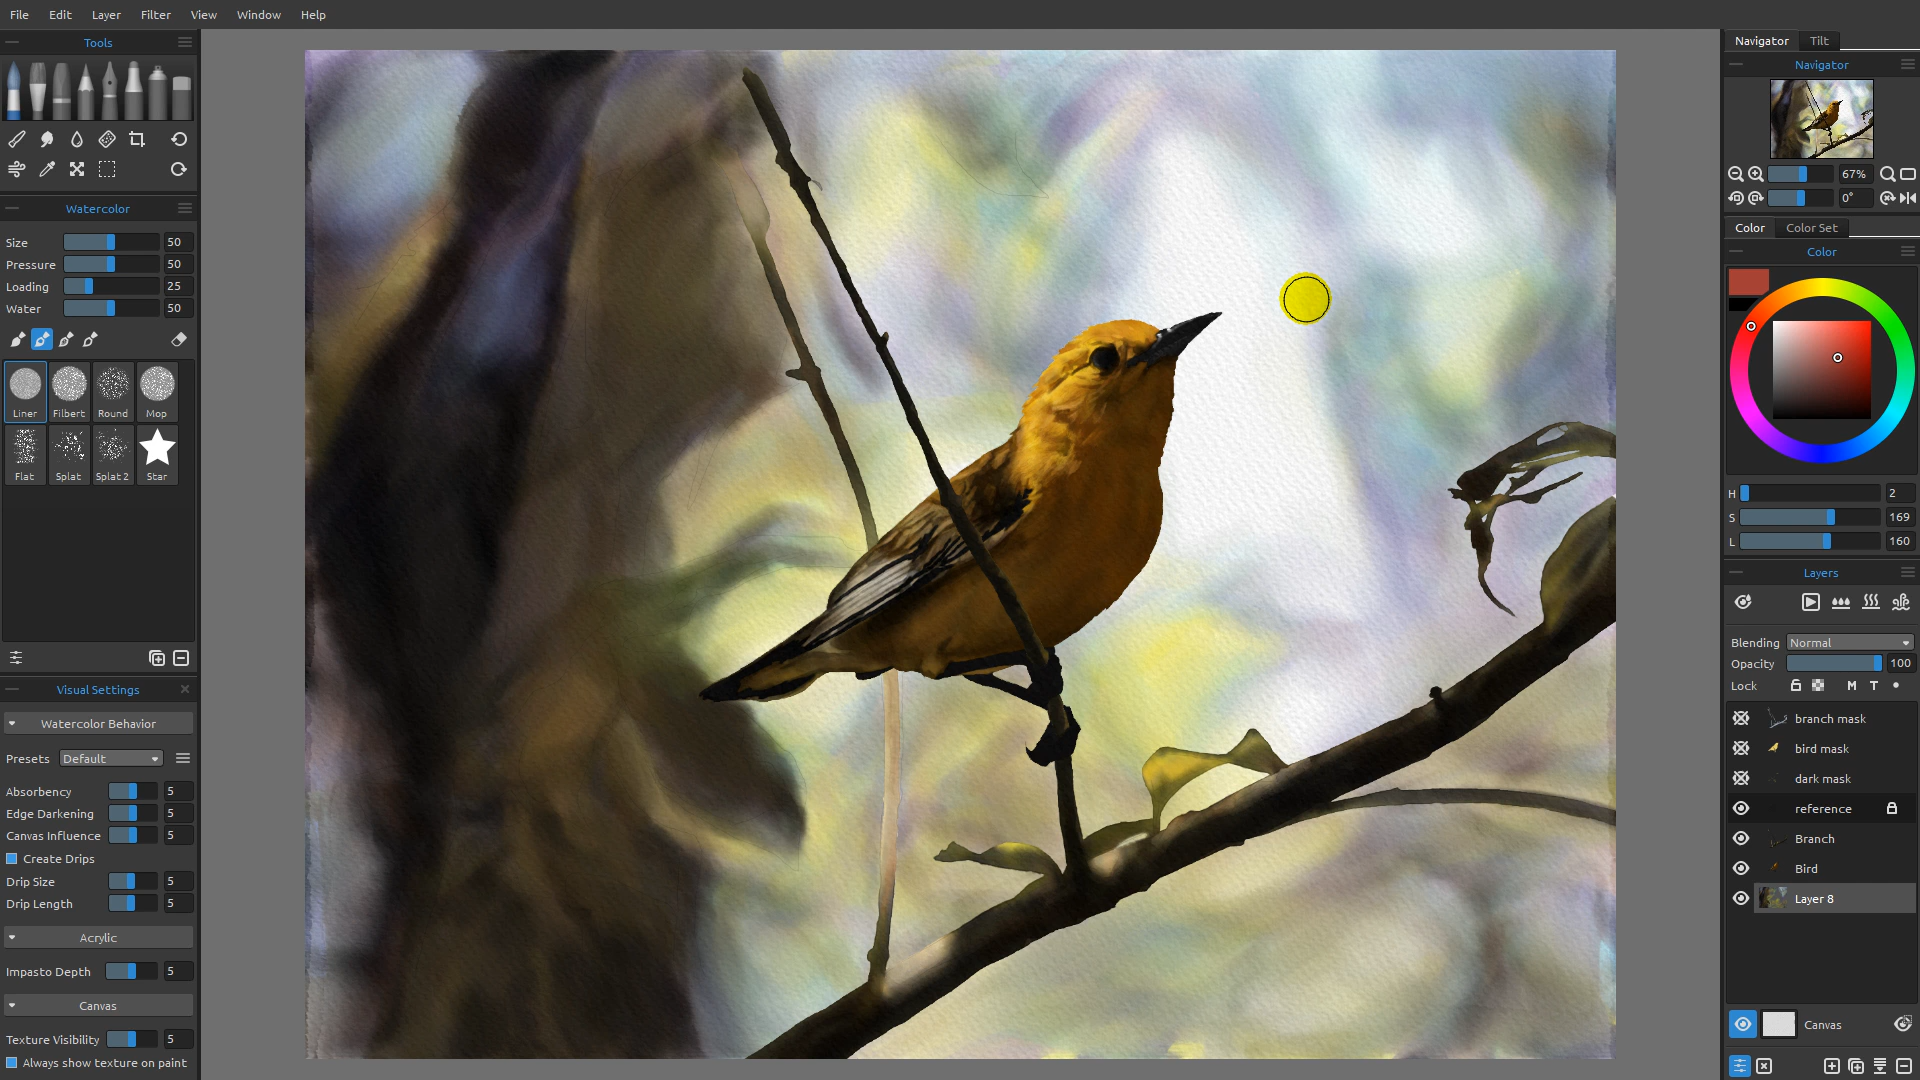 File Edit Layer Filter View Window Help
Tools
Watercolor
Size 50
Pressure 50
Loading 25
Water 50
Liner Filbert Round Mop
Flat Splat Splat 2 Star
Visual Settings
Watercolor Behavior
Presets Default
Absorbency 5
Edge Darkening 5
Canvas Influence 5
Create Drips
Drip Size 5
Drip Length 5
Acrylic
Impasto Depth 5
Canvas
Texture Visibility 5
Always show texture on paint
Navigator Tilt
Navigator
67%
0°
Color Color Set
Color
H 2
S 169
L 160
Layers
Blending Normal
Opacity 100
Lock M T
branch mask
bird mask
dark mask
reference
Branch
Bird
Layer 8
Canvas